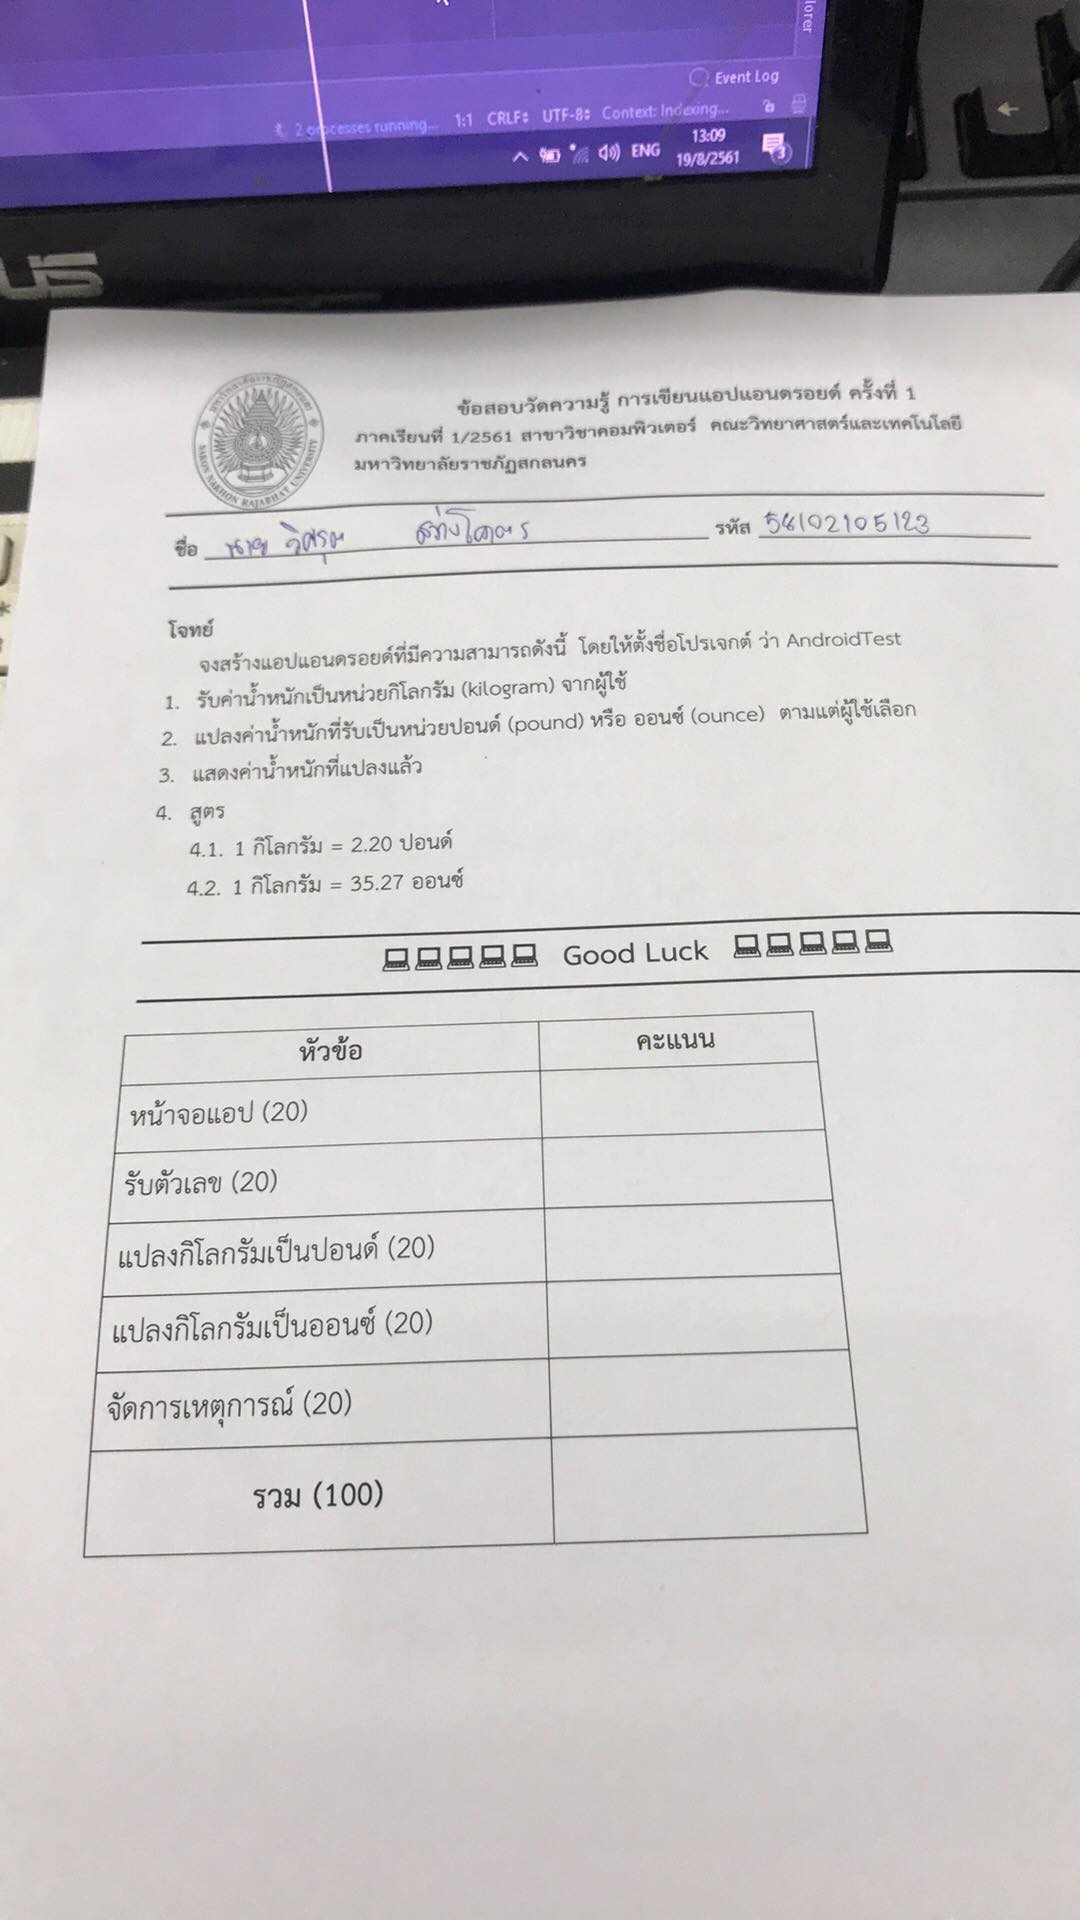 lorer
Event Log
2 processes running... 1:1 CRLF÷ UTF-8÷ Context: Indexing...
ENG 13:09
19/8/2561 3
SAKON NAKHON RAJABHAT UNIVERSITY
ข้อสอบวัดความรู้ การเขียนแอปแอนดรอยด์ ครั้งที่ 1
ภาคเรียนที่ 1/2561 สาขาวิชาคอมพิวเตอร์ คณะวิทยาศาสตร์และเทคโนโลยี
มหาวิทยาลัยราชภัฏสกลนคร
ชื่อ นาย รหัส 58102105123
โจทย์
จงสร้างแอปแอนดรอยด์ที่มีความสามารถดังนี้ โดยให้ตั้งชื่อโปรเจกต์ ว่า AndroidTest
1. รับค่าน้ำหนักเป็นหน่วยกิโลกรัม (kilogram) จากผู้ใช้
2. แปลงค่าน้ำหนักที่รับเป็นหน่วยปอนด์ (pound) หรือ ออนซ์ (ounce) ตามแต่ผู้ใช้เลือก
3. แสดงค่าน้ำหนักที่แปลงแล้ว
4. สูตร
4.1. 1 กิโลกรัม = 2.20 ปอนด์
4.2. 1 กิโลกรัม = 35.27 ออนซ์
Good Luck
หัวข้อ คะแนน
หน้าจอแอป (20)
รับตัวเลข (20)
แปลงกิโลกรัมเป็นปอนด์ (20)
แปลงกิโลกรัมเป็นออนซ์ (20)
จัดการเหตุการณ์ (20)
รวม (100)